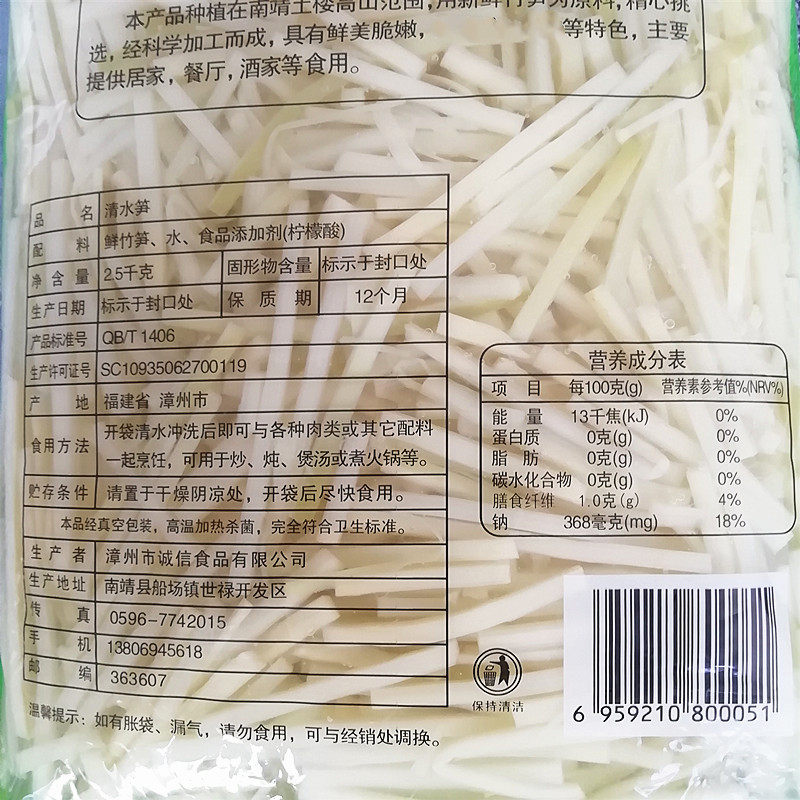 本产品种植在南靖土楼高山范围,用新鲜竹笋为原料,精心挑
选,经科学加工而成,具有鲜美脆嫩,等特色,主要
提供居家,餐厅,酒家等食用。
品 名 清水笋
配 料 鲜竹笋、水、食品添加剂(柠檬酸)
净含量 2.5千克 固形物含量 标示于封口处
生产日期 标示于封口处 保质期 12个月
产品标准号 QB/T 1406
生产许可证号 SC10935062700119
产 地 福建省 漳州市
食用方法 开袋清水冲洗后即可与各种肉类或其它配料
一起烹饪,可用于炒、炖、煲汤或煮火锅等。
贮存条件 请置于干燥阴凉处,开袋后尽快食用。
本品经真空包装,高温加热杀菌,完全符合卫生标准。
生产者 漳州市诚信食品有限公司
生产地址 南靖县船场镇世禄开发区
传 真 0596-7742015
手 机 13806945618
邮 编 363607
温馨提示:如有胀袋、漏气,请勿食用,可与经销处调换。
营养成分表
项 目 每100克(g) 营养素参考值%(NRV%)
能 量 13千焦(kJ) 0%
蛋白质 0克(g) 0%
脂 肪 0克(g) 0%
碳水化合物 0克(g) 0%
膳食纤维 1.0克(g) 4%
钠 368毫克(mg) 18%
保持清洁
6 959210 800051